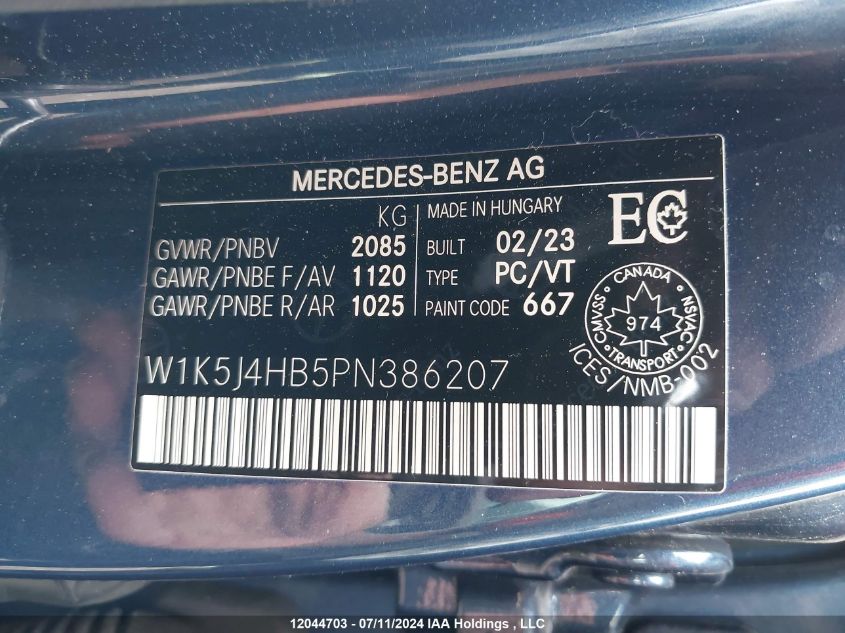 MERCEDES-BENZ AG
KG
GVWR/PNBV 2085
GAWR/PNBE F/AV 1120
GAWR/PNBE R/AR 1025
MADE IN HUNGARY
BUILT 02/23
TYPE PC/VT
PAINT CODE 667
EC
CANADA
CMVSS NSVAC
974
TRANSPORT
ICES/NMB-002
W1K5J4HB5PN386207
12044703 - 07/11/2024 IAA Holdings , LLC